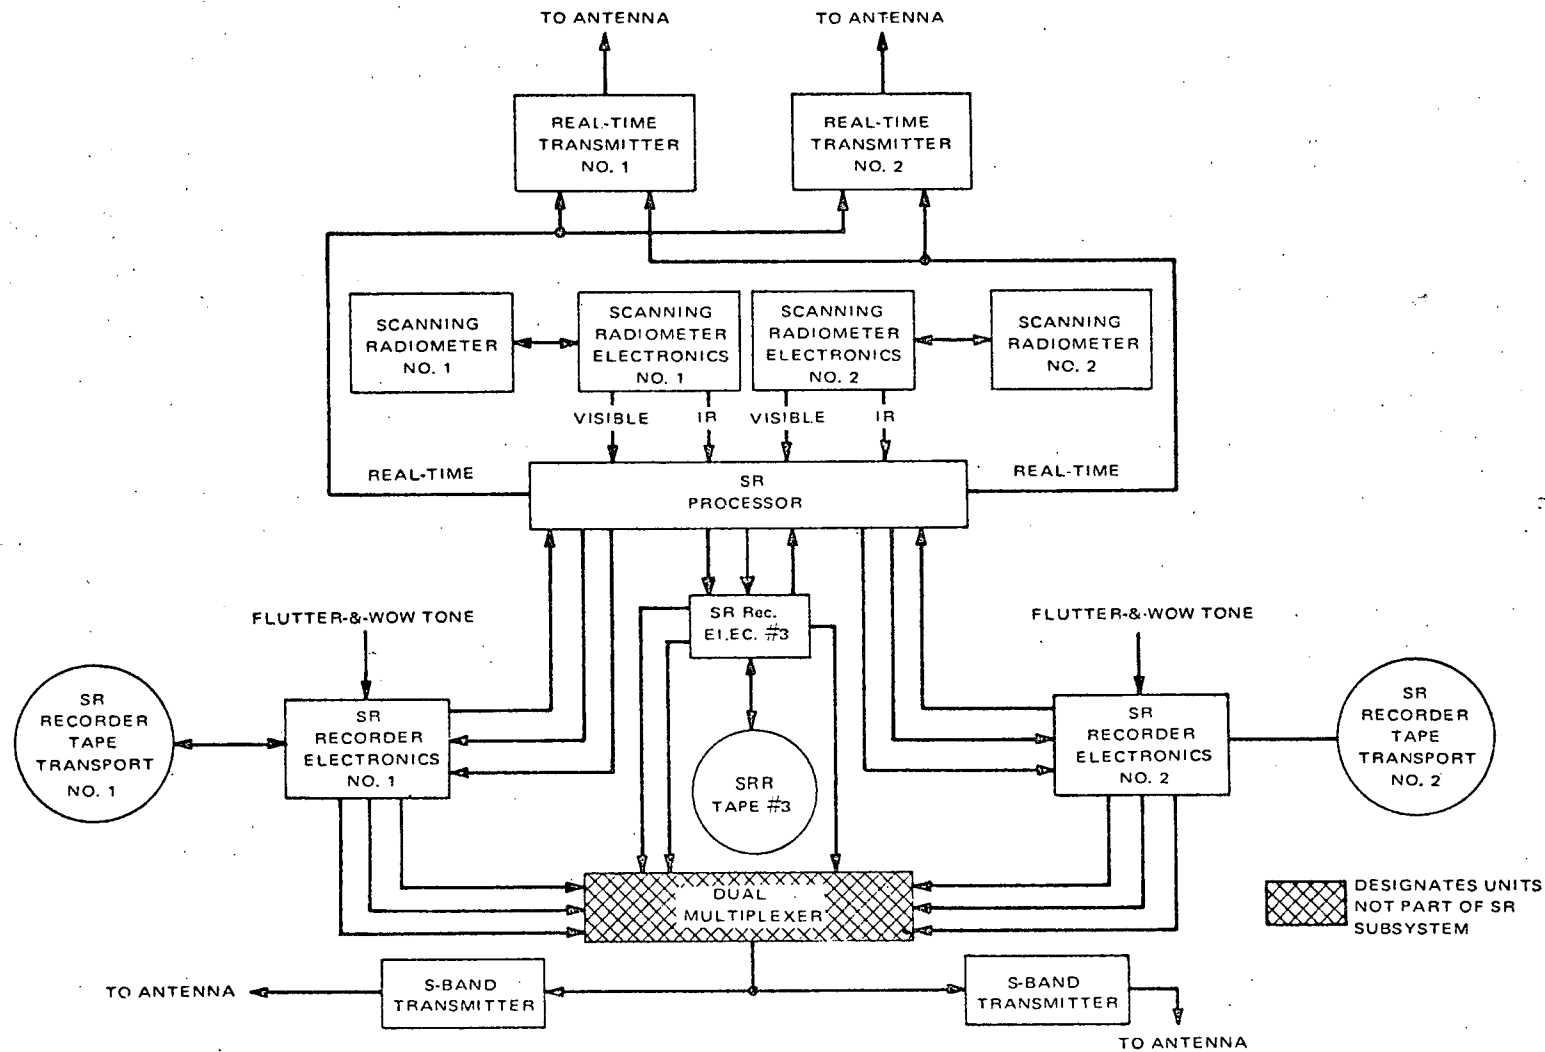 TO ANTENNA
TO ANTENNA
REAL-TIME
TRANSMITTER
NO. 1
REAL-TIME
TRANSMITTER
NO. 2
SCANNING
RADIOMETER
NO. 1
SCANNING
RADIOMETER
ELECTRONICS
NO. 1
SCANNING
RADIOMETER
ELECTRONICS
NO. 2
SCANNING
RADIOMETER
NO. 2
VISIBLE
IR
VISIBLE
IR
REAL-TIME
SR
PROCESSOR
REAL-TIME
FLUTTER-&-WOW TONE
SR Rec.
ELEC. #3
FLUTTER-&-WOW TONE
SR
RECORDER
TAPE
TRANSPORT
NO. 1
SR
RECORDER
ELECTRONICS
NO. 1
SRR
TAPE #3
SR
RECORDER
ELECTRONICS
NO. 2
SR
RECORDER
TAPE
TRANSPORT
NO. 2
DUAL
MULTIPLEXER
DESIGNATES UNITS
NOT PART OF SR
SUBSYSTEM
TO ANTENNA
S-BAND
TRANSMITTER
S-BAND
TRANSMITTER
TO ANTENNA